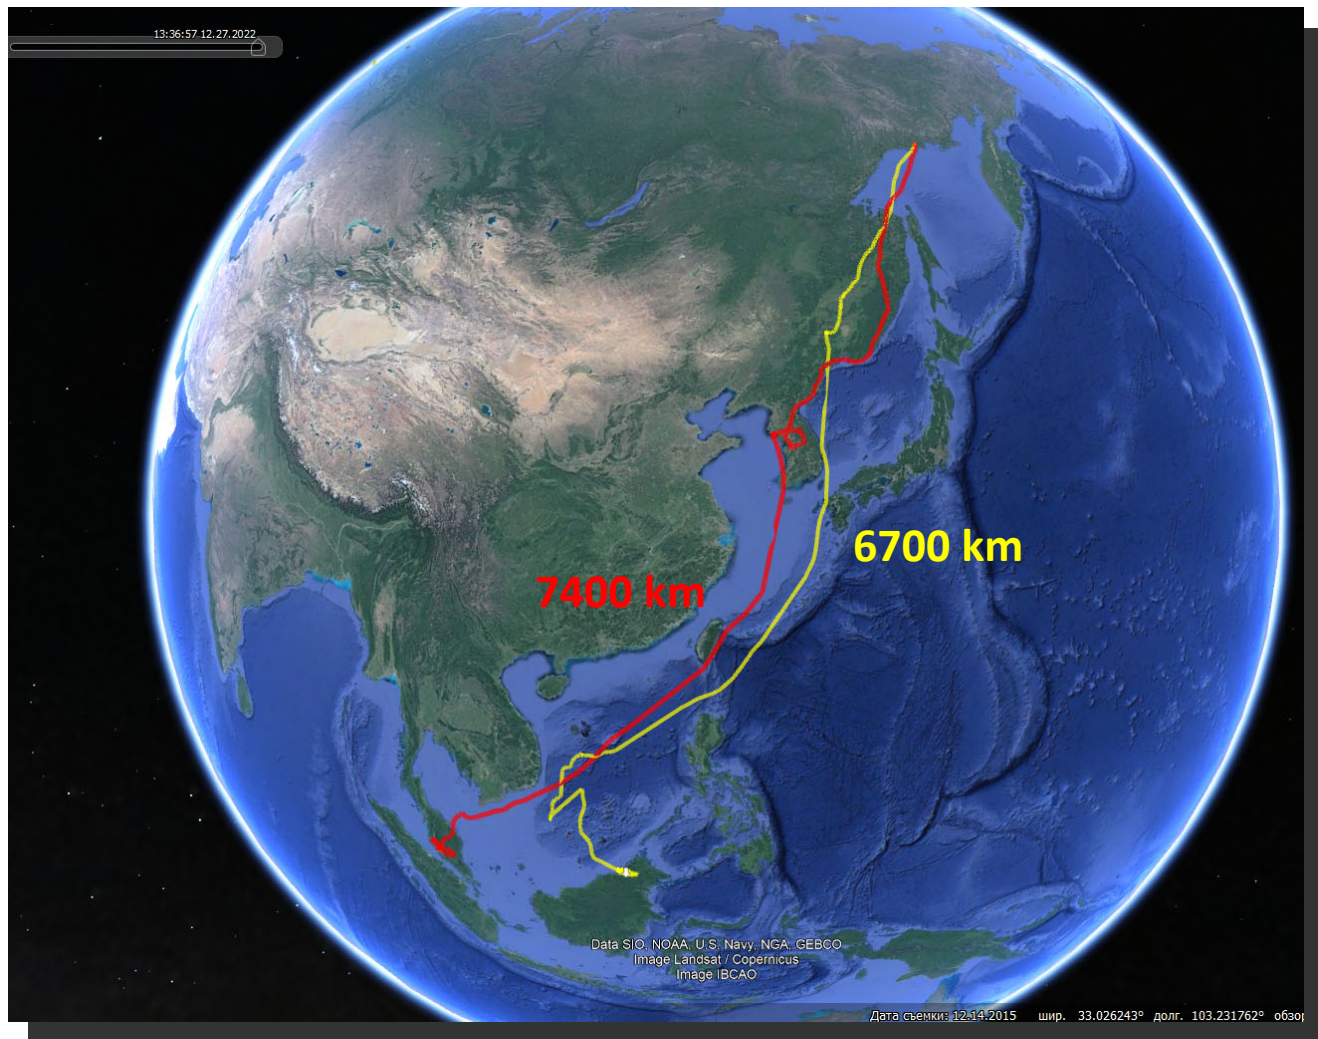 13:36:57 12.27.2022
6700 km
7400 km
Data SIO, NOAA, U.S. Navy, NGA, GEBCO
Image Landsat / Copernicus
Image IBCAO
Дата съемки: 12.14.2015 шир. 33.026243° долг. 103.231762° обзор